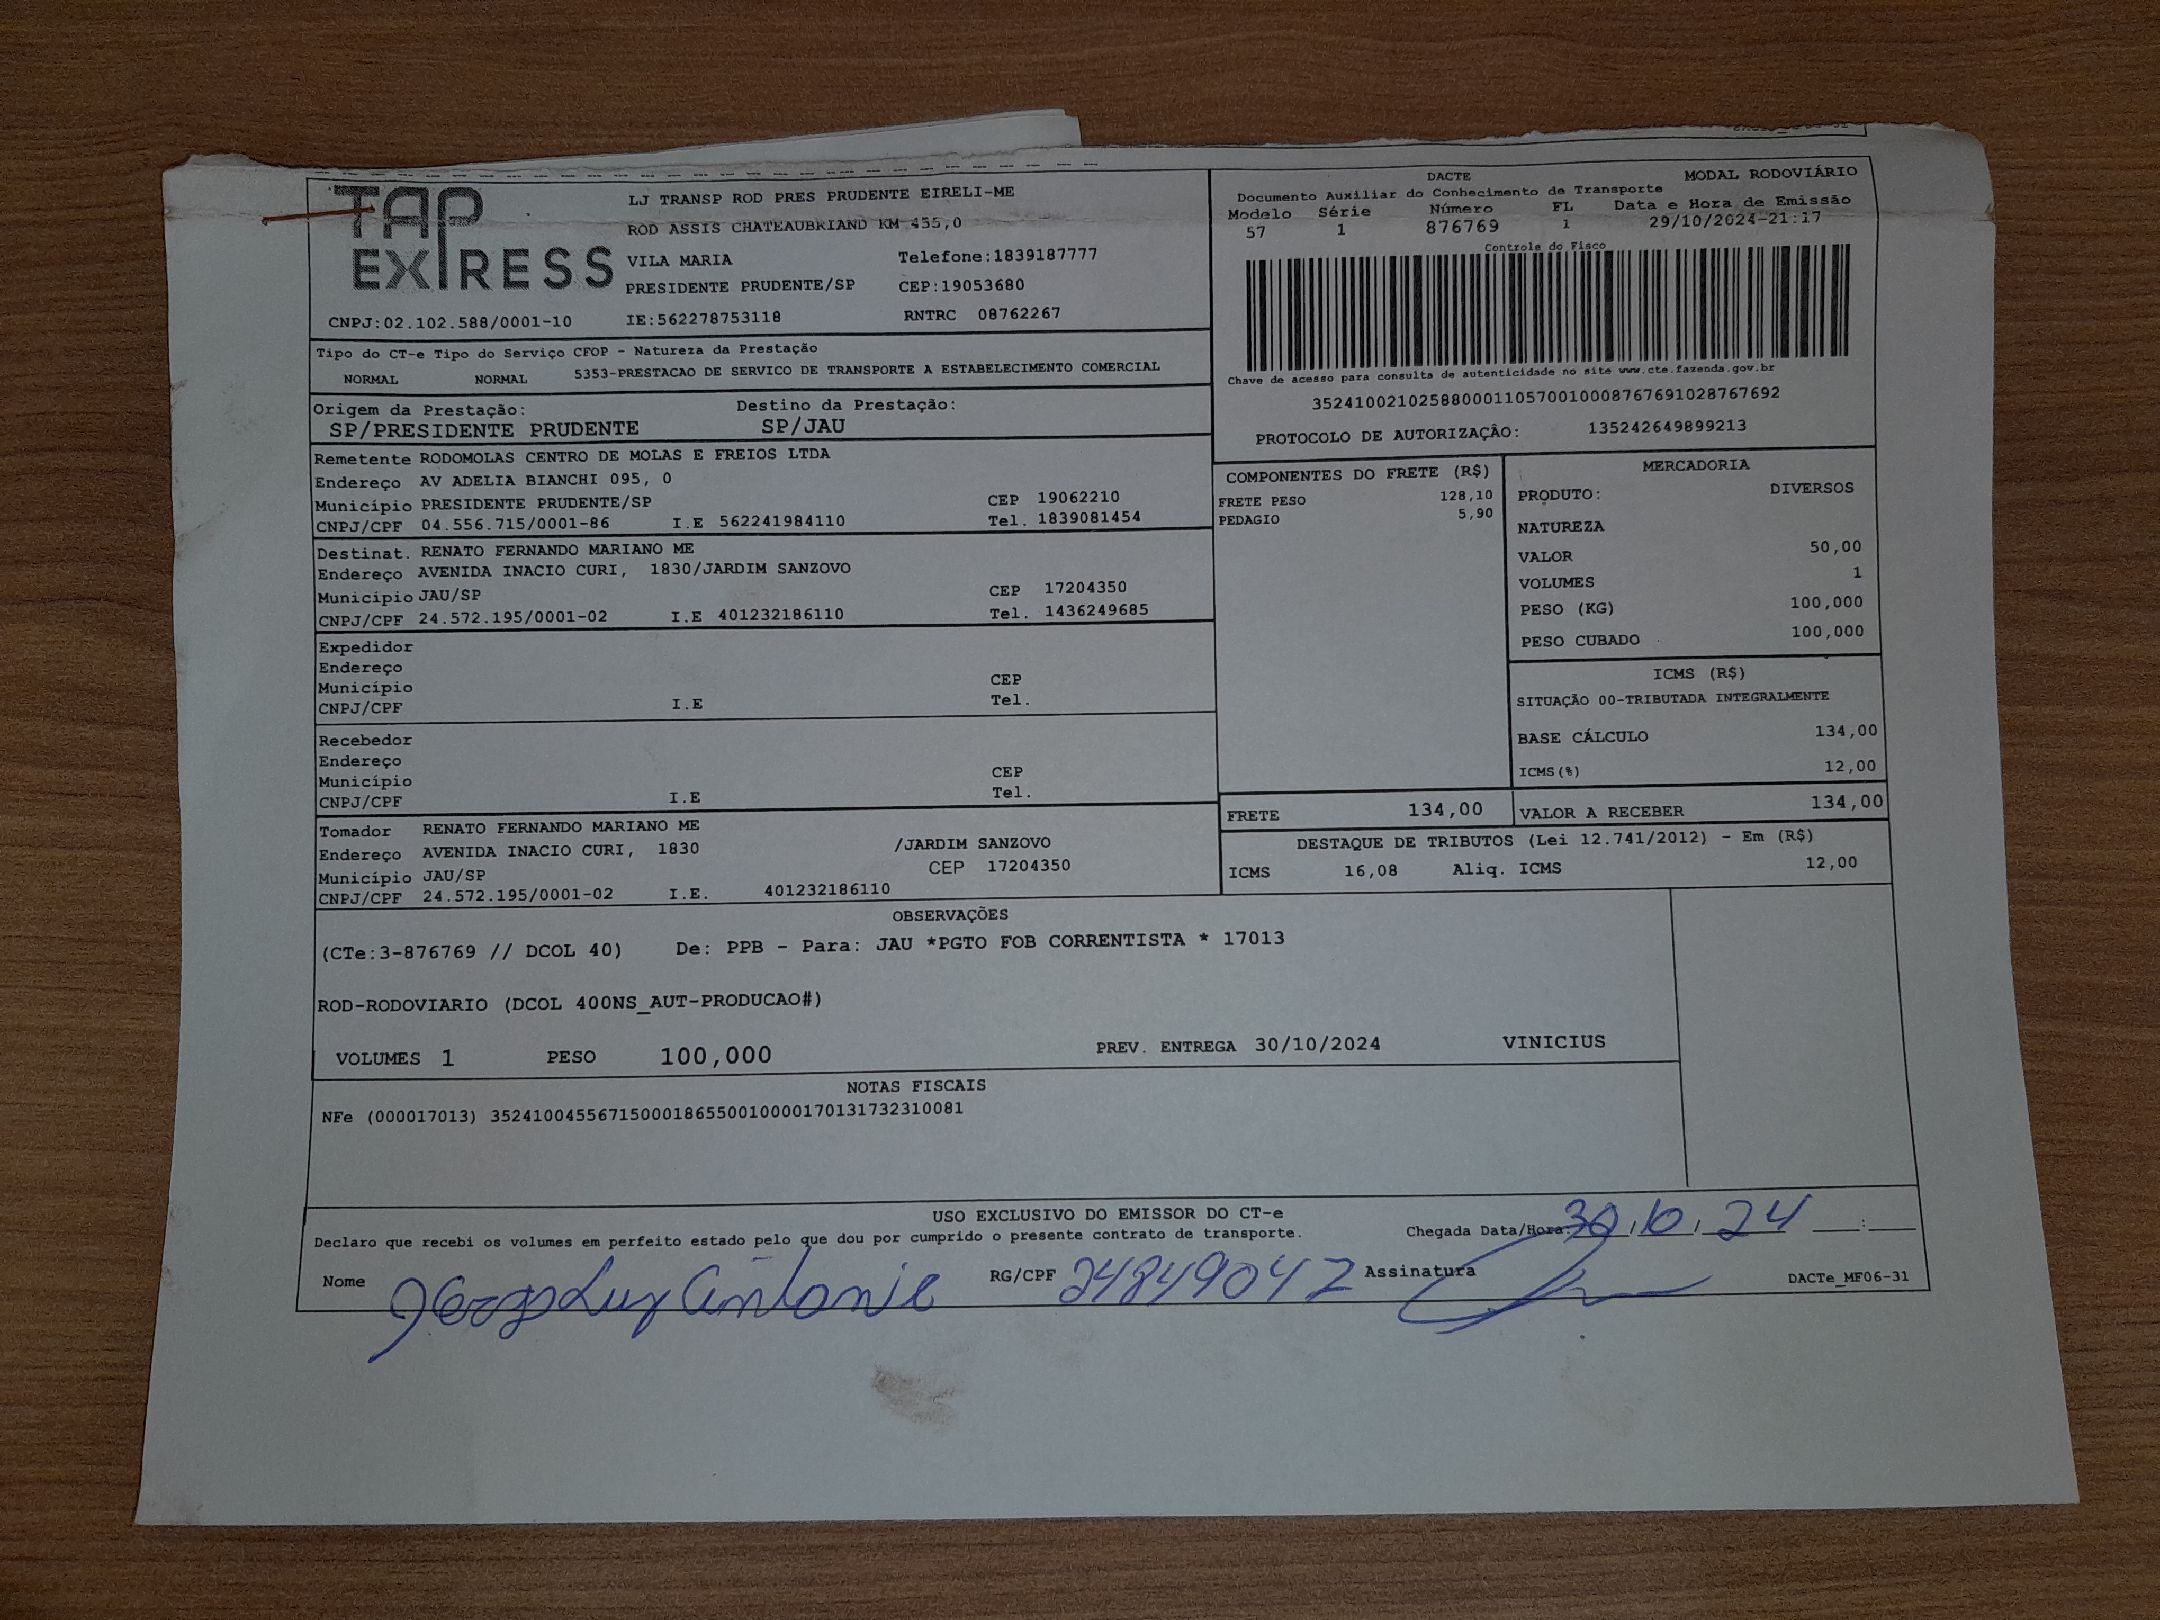 TAP
EXPRESS
CNPJ:02.102.588/0001-10
LJ TRANSP ROD PRES PRUDENTE EIRELI-ME
ROD ASSIS CHATEAUBRIAND KM 455,0
VILA MARIA Telefone:1839187777
PRESIDENTE PRUDENTE/SP CEP:19053680
IE:562278753118 RNTRC 08762267
DACTE MODAL RODOVIÁRIO
Documento Auxiliar do Conhecimento de Transporte
Modelo Série Número FL Data e Hora de Emissão
57 1 876769 1 29/10/2024-21:17
Controle do Fisco
Chave de acesso para consulta de autenticidade no site www.cte.fazenda.gov.br
35241002102588000110570010008767691028767692
PROTOCOLO DE AUTORIZAÇÃO: 135242649899213
Tipo do CT-e Tipo do Serviço CFOP - Natureza da Prestação
NORMAL NORMAL 5353-PRESTACAO DE SERVICO DE TRANSPORTE A ESTABELECIMENTO COMERCIAL
Origem da Prestação: Destino da Prestação:
SP/PRESIDENTE PRUDENTE SP/JAU
Remetente RODOMOLAS CENTRO DE MOLAS E FREIOS LTDA
Endereço AV ADELIA BIANCHI 095, 0
Município PRESIDENTE PRUDENTE/SP CEP 19062210
CNPJ/CPF 04.556.715/0001-86 I.E 562241984110 Tel. 1839081454
Destinat. RENATO FERNANDO MARIANO ME
Endereço AVENIDA INACIO CURI, 1830/JARDIM SANZOVO
Município JAU/SP CEP 17204350
CNPJ/CPF 24.572.195/0001-02 I.E 401232186110 Tel. 1436249685
Expedidor
Endereço
Município CEP
CNPJ/CPF I.E Tel.
Recebedor
Endereço
Município CEP
CNPJ/CPF I.E Tel.
Tomador RENATO FERNANDO MARIANO ME
Endereço AVENIDA INACIO CURI, 1830 /JARDIM SANZOVO
Município JAU/SP CEP 17204350
CNPJ/CPF 24.572.195/0001-02 I.E. 401232186110
COMPONENTES DO FRETE (R$)
FRETE PESO 128,10
PEDAGIO 5,90
MERCADORIA
PRODUTO: DIVERSOS
NATUREZA
VALOR 50,00
VOLUMES 1
PESO (KG) 100,000
PESO CUBADO 100,000
ICMS (R$)
SITUAÇÃO 00-TRIBUTADA INTEGRALMENTE
BASE CÁLCULO 134,00
ICMS(%) 12,00
FRETE 134,00 VALOR A RECEBER 134,00
DESTAQUE DE TRIBUTOS (Lei 12.741/2012) - Em (R$)
ICMS 16,08 Aliq. ICMS 12,00
OBSERVAÇÕES
(CTe:3-876769 // DCOL 40) De: PPB - Para: JAU *PGTO FOB CORRENTISTA * 17013
ROD-RODOVIARIO (DCOL 400NS_AUT-PRODUCAO#)
VOLUMES 1 PESO 100,000 PREV. ENTREGA 30/10/2024 VINICIUS
NOTAS FISCAIS
NFe (000017013) 35241004556715000186550010000170131732310081
USO EXCLUSIVO DO EMISSOR DO CT-e
Declaro que recebi os volumes em perfeito estado pelo que dou por cumprido o presente contrato de transporte. Chegada Data/Hora: 30.10.24 __:__
Nome Luiz Antonio RG/CPF 24849047 Assinatura DACTe_MF06-31